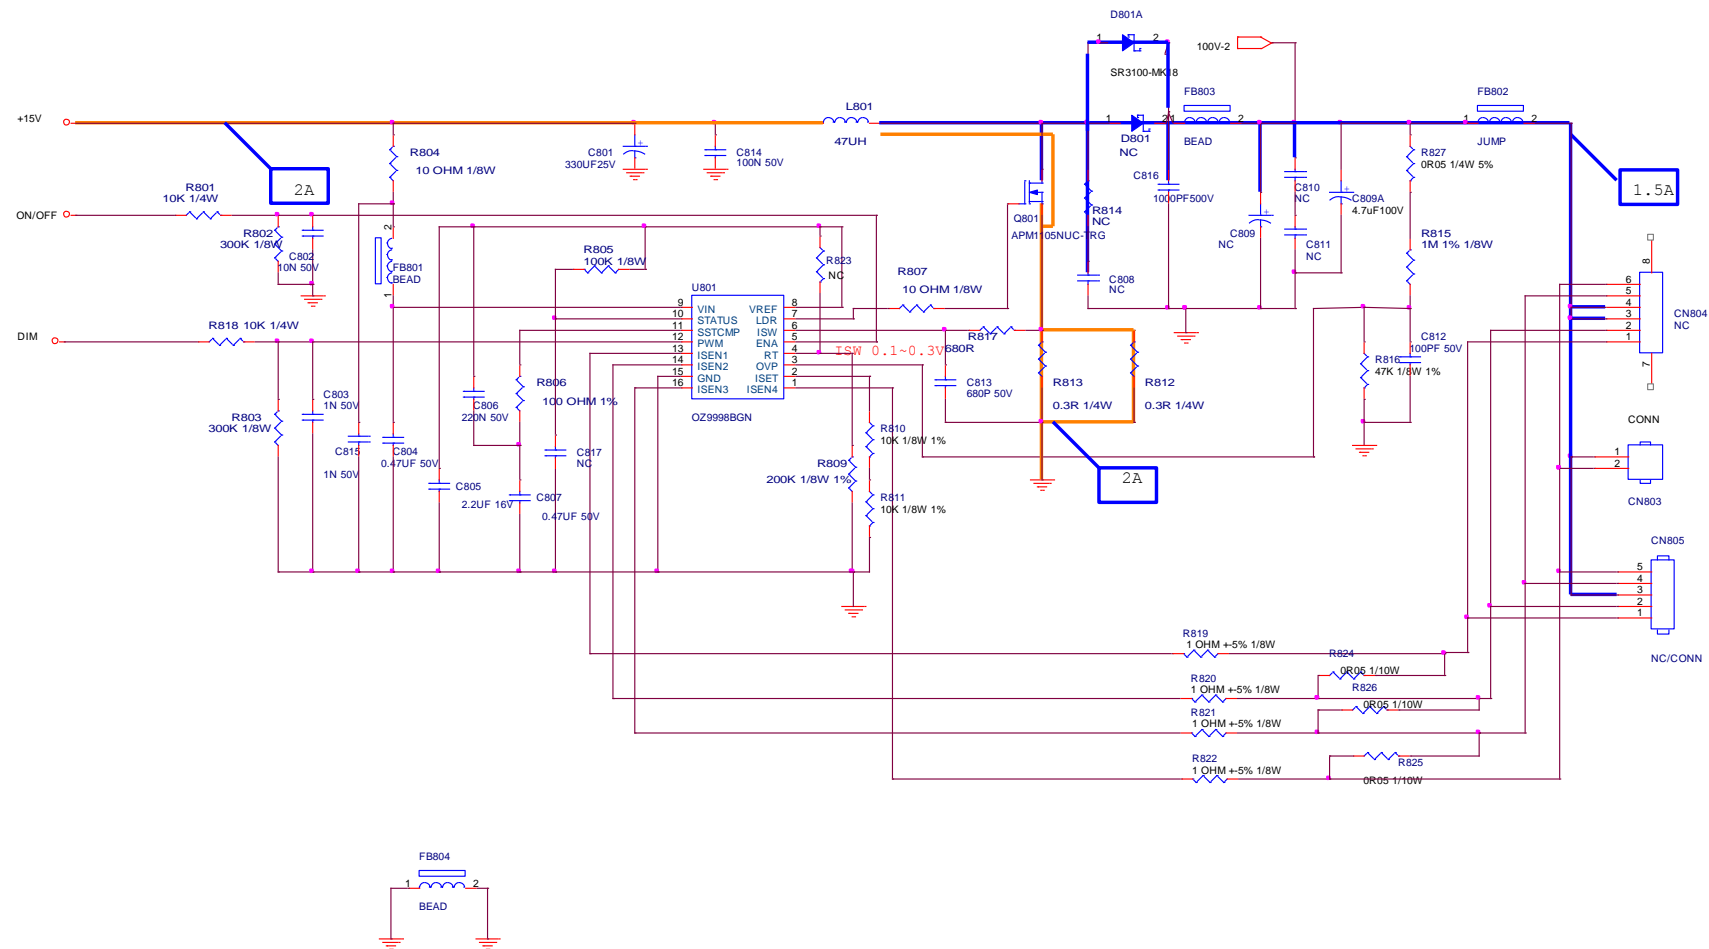 D801A
1 2
100V-2
SR3100-MK18
FB803
FB802
+15V
L801
1 2
1 2
1 2
D801
NC
BEAD
JUMP
47UH
R804
10 OHM 1/8W
C801
330UF25V
C814
100N 50V
R827
0R05 1/4W 5%
2A
1.5A
R801
10K 1/4W
C816
1000PF500V
C810
NC
C809A
4.7uF100V
ON/OFF
Q801
APM1105NUC-TRG
R814
NC
R802
300K 1/8W
C802
10N 50V
2
FB801
BEAD
1
R805
100K 1/8W
R823
NC
C809
NC
C811
NC
R815
1M 1% 1/8W
R807
10 OHM 1/8W
C808
NC
8
6
5
4
3
2
1
CN804
NC
7
U801
9 VIN VREF 8
10 STATUS LDR 7
11 SSTCMP ISW 6
12 PWM ENA 5
13 ISEN1 RT 4
14 ISEN2 OVP 3
15 GND ISET 2
16 ISEN3 ISEN4 1
OZ9998BGN
DIM
R818 10K 1/4W
ISW 0.1~0.3V
R817
680R
C812
100PF 50V
R816
47K 1/8W 1%
C813
680P 50V
R813
0.3R 1/4W
R812
0.3R 1/4W
R806
100 OHM 1%
C803
1N 50V
C806
220N 50V
R803
300K 1/8W
C815
1N 50V
C804
0.47UF 50V
C817
NC
R810
10K 1/8W 1%
R809
200K 1/8W 1%
R811
10K 1/8W 1%
C805
2.2UF 16V
C807
0.47UF 50V
2A
CONN
1
2
CN803
CN805
5
4
3
2
1
NC/CONN
R819
1 OHM +-5% 1/8W
R824
0R05 1/10W
R820
1 OHM +-5% 1/8W
R826
0R05 1/10W
R821
1 OHM +-5% 1/8W
R822
1 OHM +-5% 1/8W
R825
0R05 1/10W
FB804
1 2
BEAD